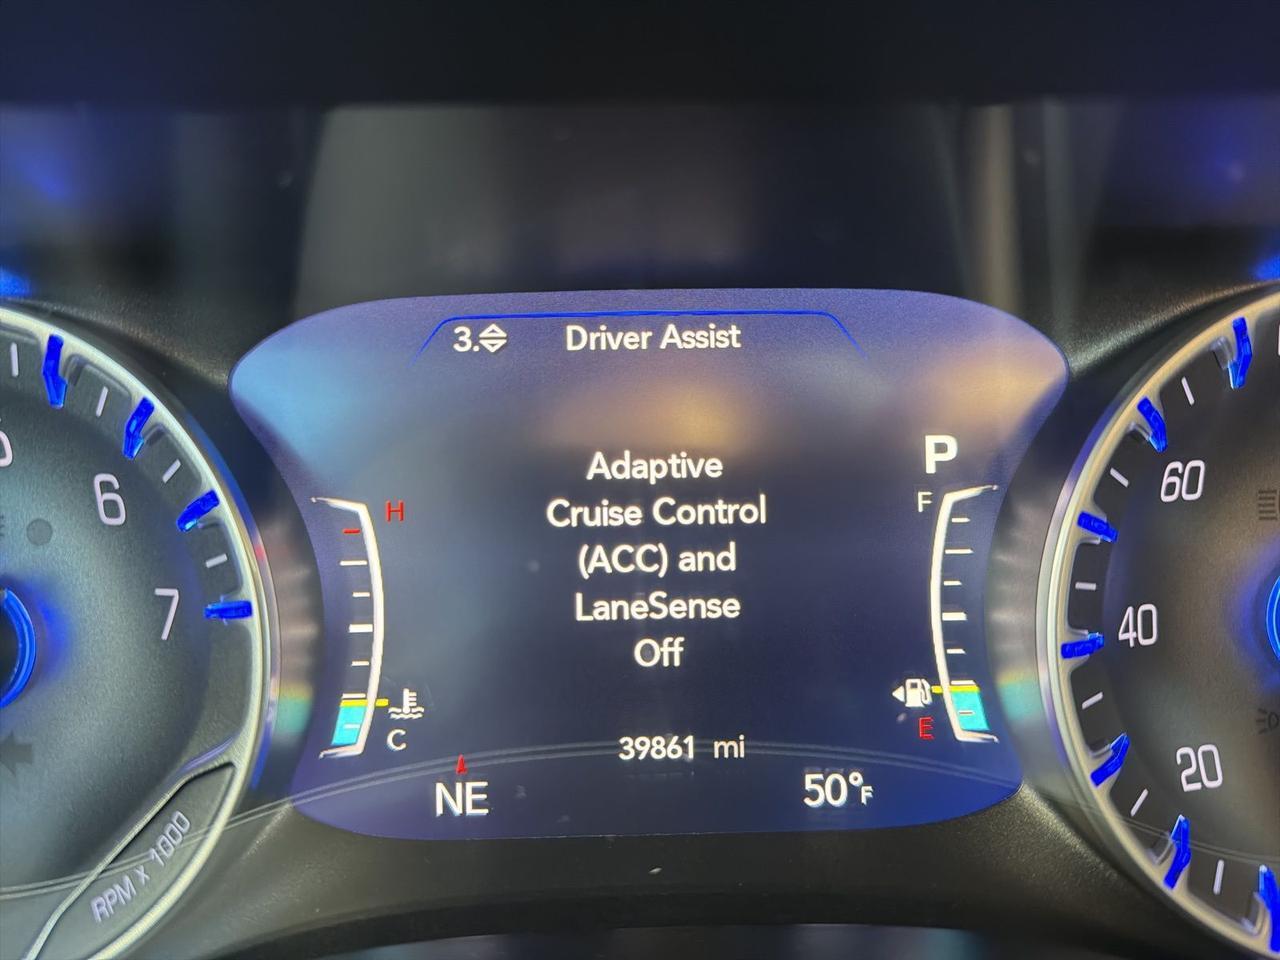 3. Driver Assist
Adaptive
Cruise Control
(ACC) and
LaneSense
Off
P
H
F
C
E
39861 mi
NE
50°F
6
7
RPM x 1000
60
40
20